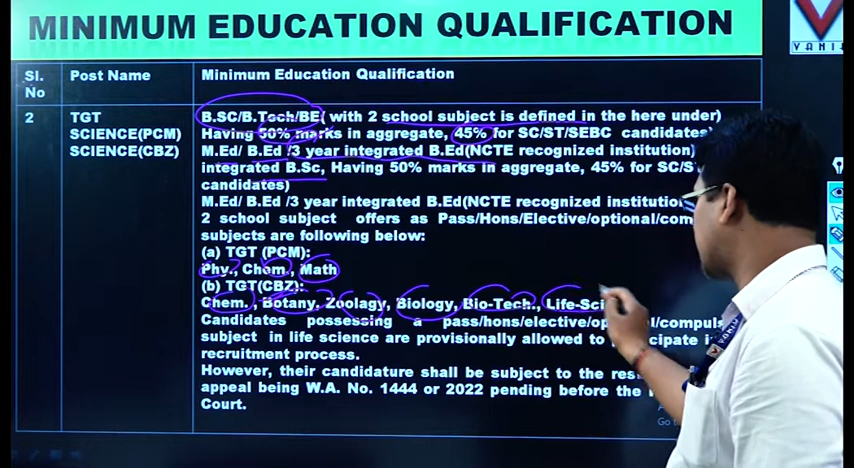 MINIMUM EDUCATION QUALIFICATION
VANI
Sl. No
Post Name
Minimum Education Qualification
2
TGT
SCIENCE(PCM)
SCIENCE(CBZ)
B.SC/B.Tech/BE( with 2 school subject is defined in the here under)
Having 50% marks in aggregate, 45% for SC/ST/SEBC candidates)
M.Ed/ B.Ed /3 year integrated B.Ed(NCTE recognized institution)
integrated B.Sc, Having 50% marks in aggregate, 45% for SC/S
candidates)
M.Ed/ B.Ed /3 year integrated B.Ed(NCTE recognized
2 school subject offers as Pass/Hons/Elective/optional/com
subjects are following below:
(a) TGT (PCM):
Phy., Chem., Math
(b) TGT(CBZ):
Chem. , Botany, Zoolagy, Biology, Bio-Tech., Life-Sci
Candidates possessing a pass/hons/elective/op al/compuls
subject in life science are provisionally allowed to
recruitment process.
However, their candidature shall be subject to the
appeal being W.A. No. 1444 or 2022 pending before the
Court.
Go to